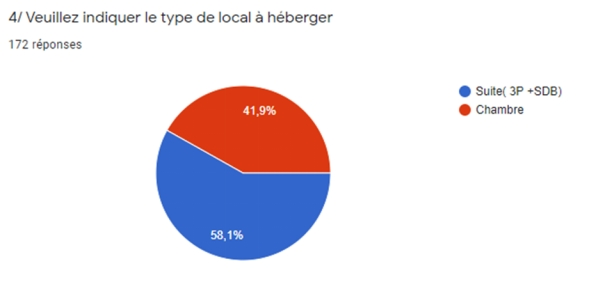 4/ Veuillez indiquer le type de local à héberger
172 réponses
Suite( 3P +SDB)
Chambre
41,9%
58,1%